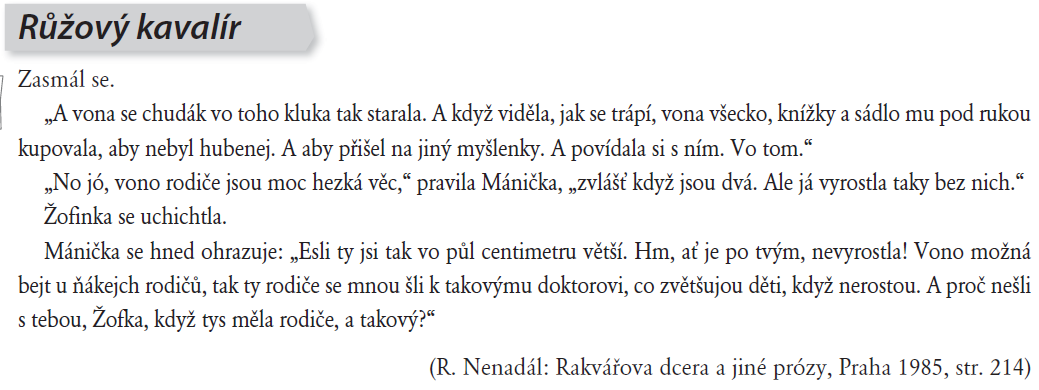 Růžový kavalír
Zasmál se.
„A vona se chudák vo toho kluka tak starala. A když viděla, jak se trápí, vona všecko, knížky a sádlo mu pod rukou
kupovala, aby nebyl hubenej. A aby přišel na jiný myšlenky. A povídala si s ním. Vo tom.“
„No jó, vono rodiče jsou moc hezká věc,“ pravila Mánička, „zvlášť když jsou dvá. Ale já vyrostla taky bez nich.“
Žofinka se uchichtla.
Mánička se hned ohrazuje: „Esli ty jsi tak vo půl centimetru větší. Hm, ať je po tvým, nevyrostla! Vono možná
bejt u ňákejch rodičů, tak ty rodiče se mnou šli k takovýmu doktorovi, co zvětšujou děti, když nerostou. A proč nešli
s tebou, Žofka, když tys měla rodiče, a takový?“
(R. Nenadál: Rakvářova dcera a jiné prózy, Praha 1985, str. 214)